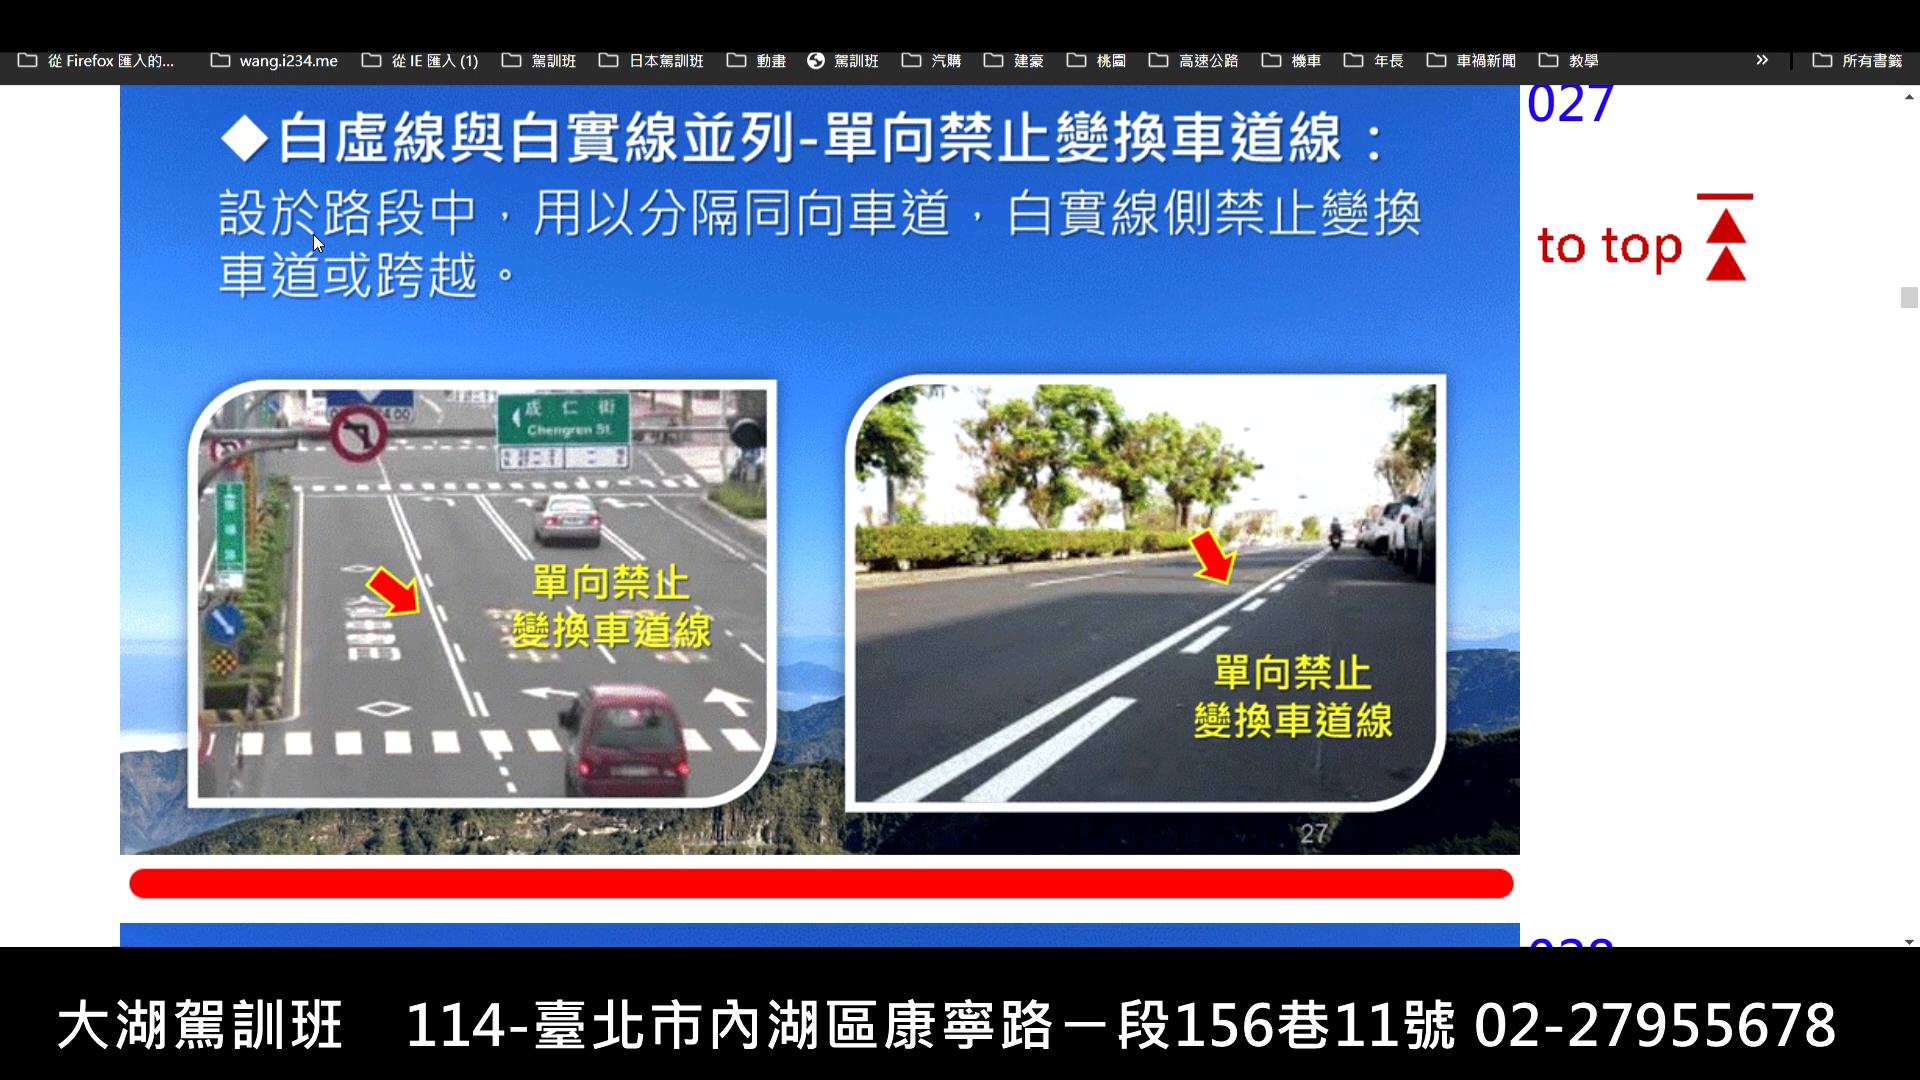 從 Firefox 匯入的...
wang.i234.me
從 IE 匯入 (1)
駕訓班
日本駕訓班
動畫
駕訓班
汽購
建豪
桃園
高速公路
機車
年長
車禍新聞
教學
»
所有書籤
◆白虛線與白實線並列-單向禁止變換車道線：
設於路段中，用以分隔同向車道，白實線側禁止變換
車道或跨越。
027
to top
成仁街
Chengren St.
單向禁止
變換車道線
單向禁止
變換車道線
27
大湖駕訓班 114-臺北市內湖區康寧路一段156巷11號 02-27955678